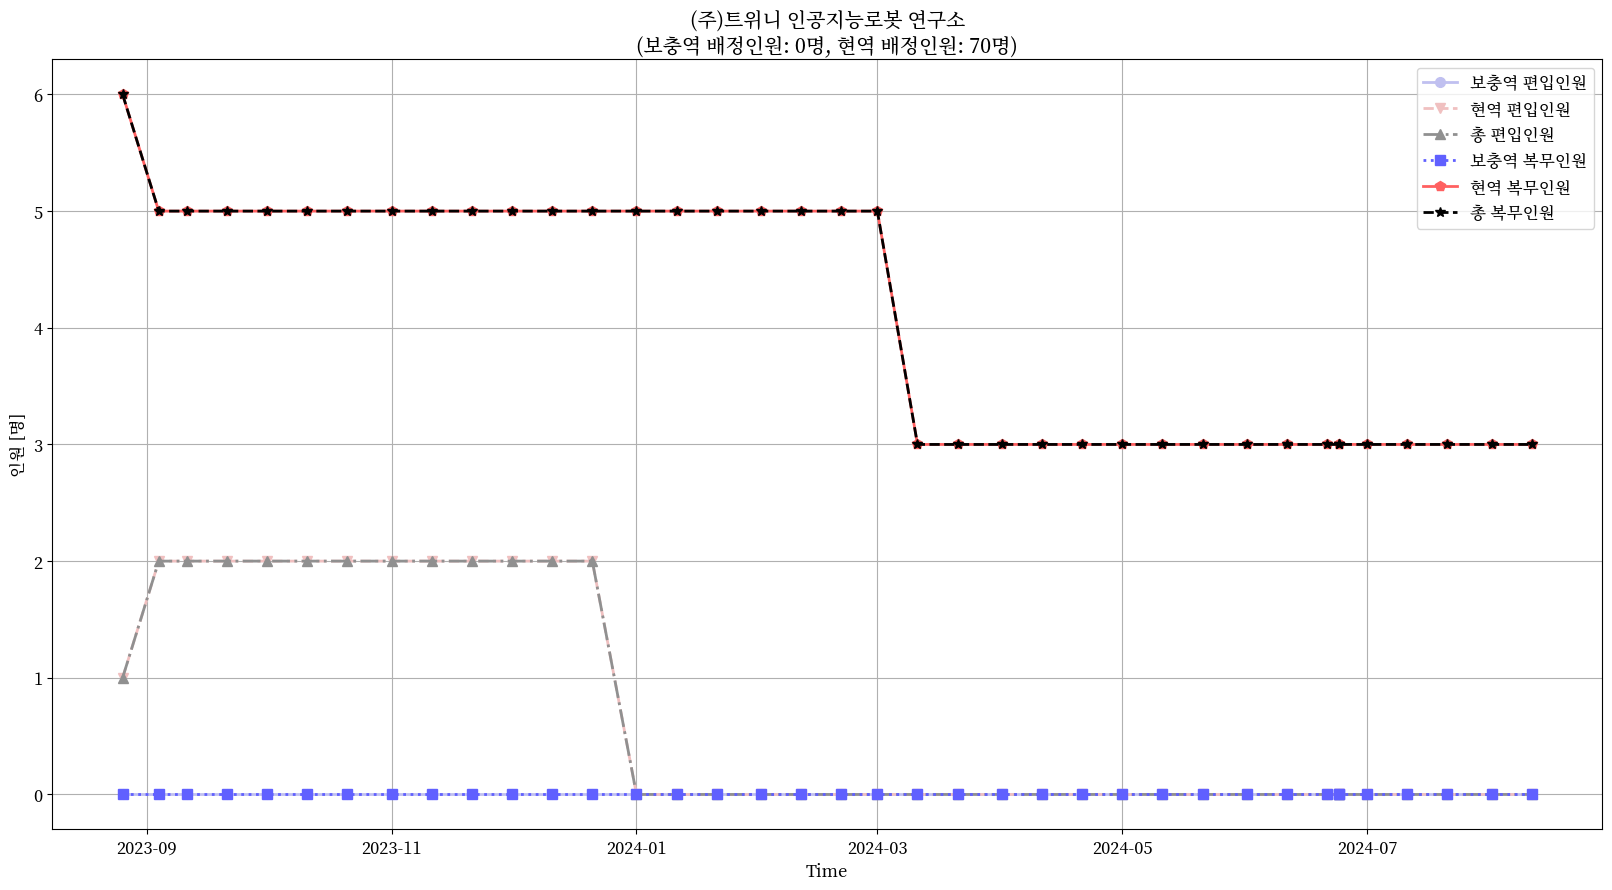 (주)트위니 인공지능로봇 연구소
(보충역 배정인원: 0명, 현역 배정인원: 70명)
보충역 편입인원
현역 편입인원
총 편입인원
보충역 복무인원
현역 복무인원
총 복무인원
인원 [명]
6
5
4
3
2
1
0
2023-09
2023-11
2024-01
2024-03
2024-05
2024-07
Time